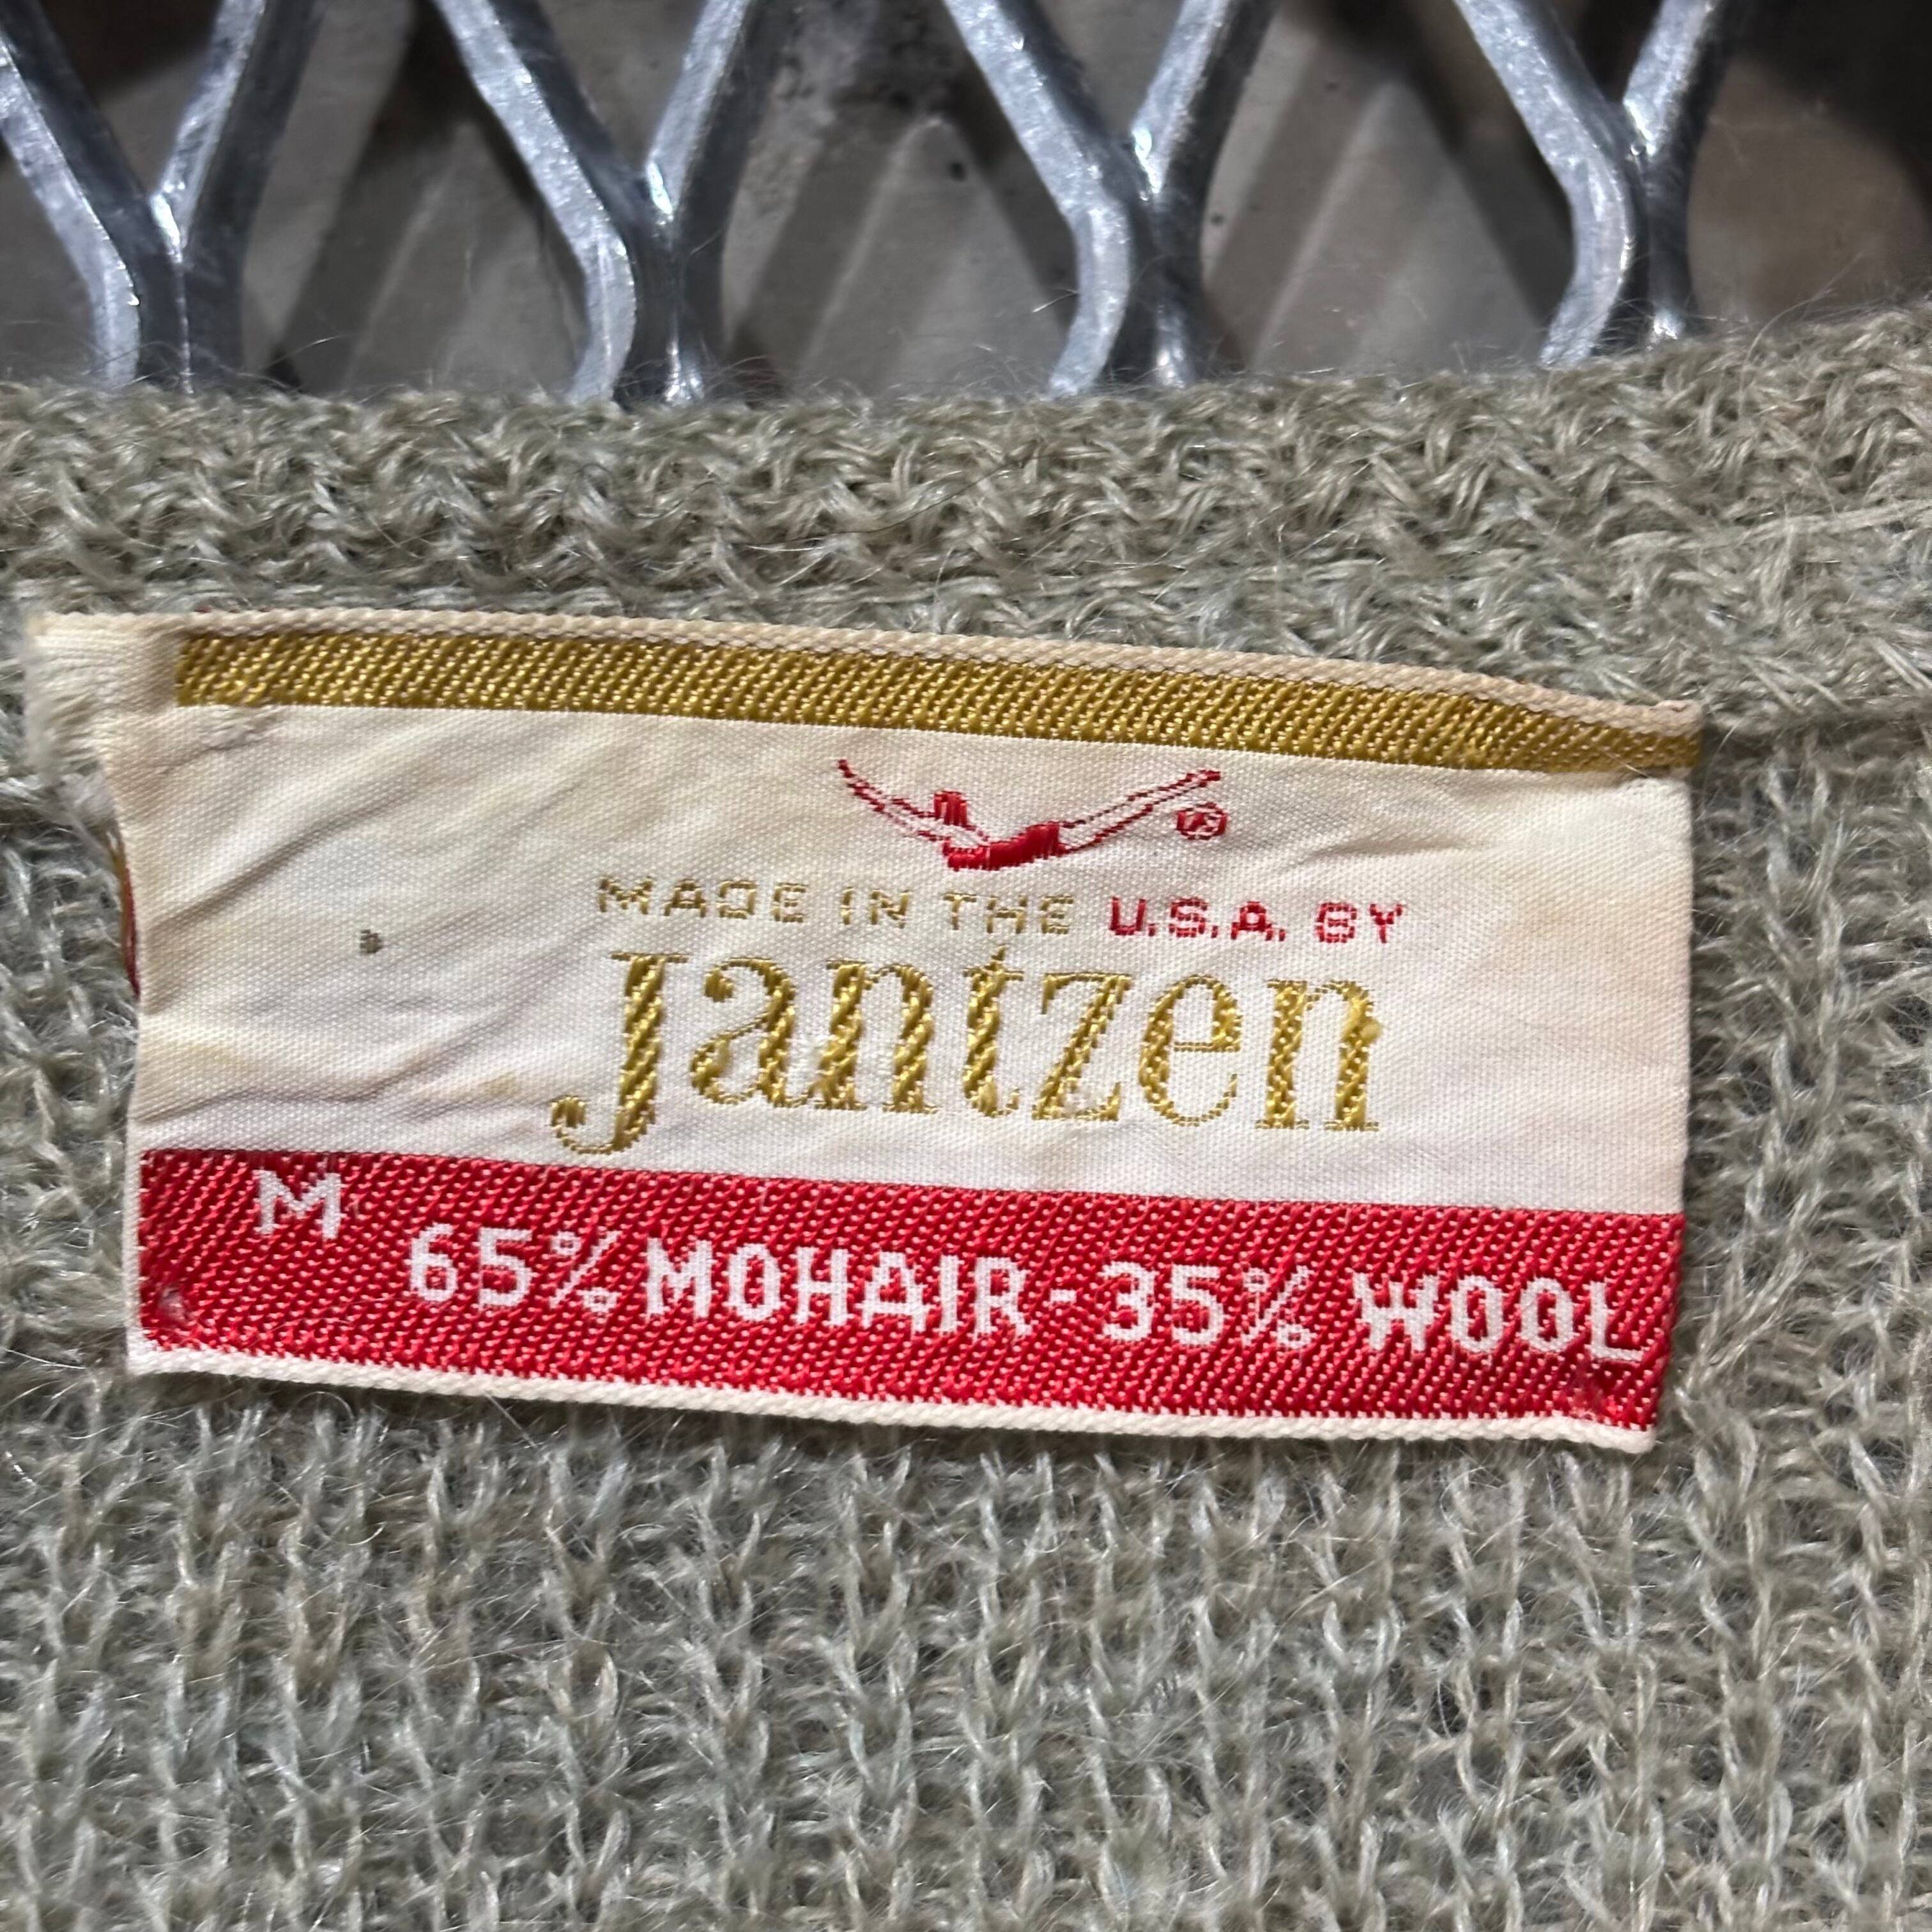 ®
MADE IN THE U.S.A. BY
Jantzen
M
65% MOHAIR-35% WOOL